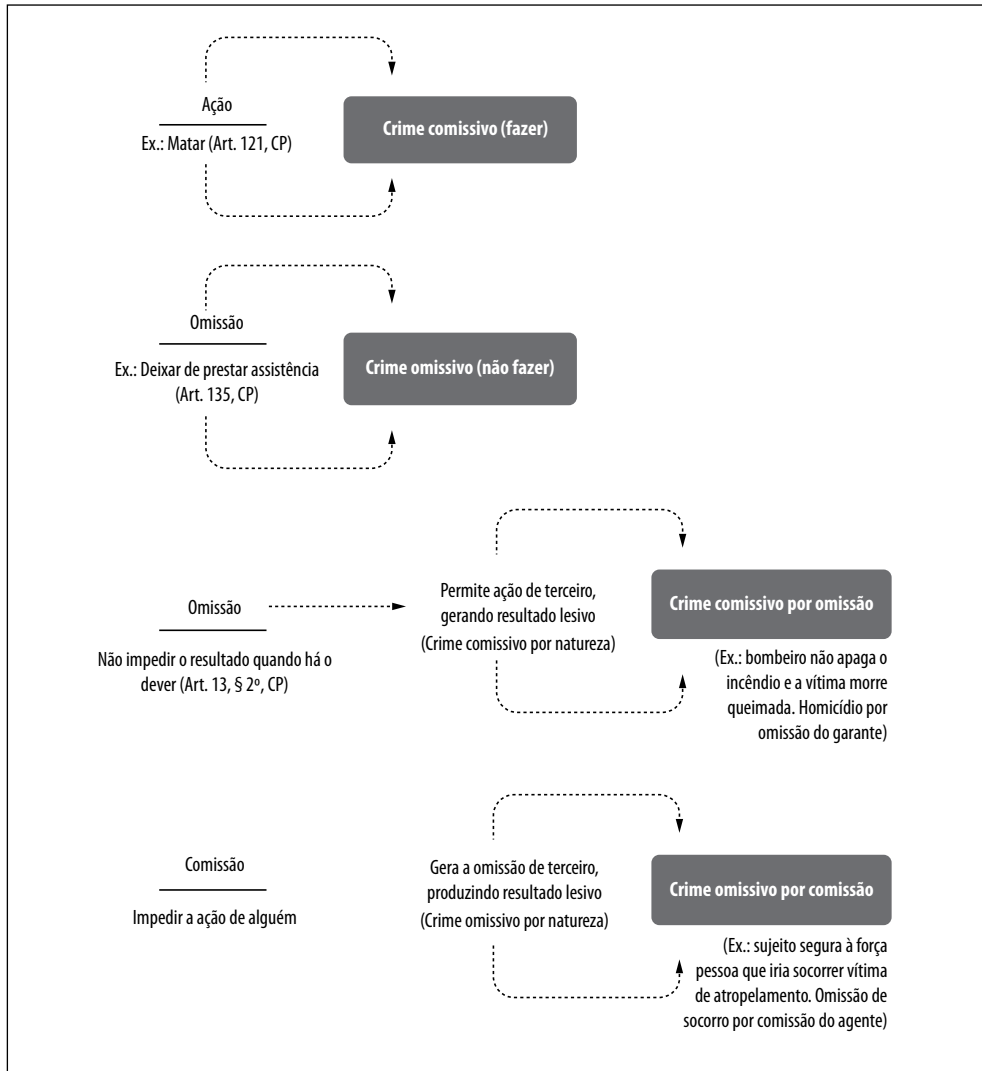 Ação
Ex.: Matar (Art. 121, CP)
Crime comissivo (fazer)
Omissão
Ex.: Deixar de prestar assistência
(Art. 135, CP)
Crime omissivo (não fazer)
Omissão
Não impedir o resultado quando há o
dever (Art. 13, § 2º, CP)
Permite ação de terceiro,
gerando resultado lesivo
(Crime comissivo por natureza)
Crime comissivo por omissão
(Ex.: bombeiro não apaga o
incêndio e a vítima morre
queimada. Homicídio por
omissão do garante)
Comissão
Impedir a ação de alguém
Gera a omissão de terceiro,
produzindo resultado lesivo
(Crime omissivo por natureza)
Crime omissivo por comissão
(Ex.: sujeito segura à força
pessoa que iria socorrer vítima
de atropelamento. Omissão de
socorro por comissão do agente)